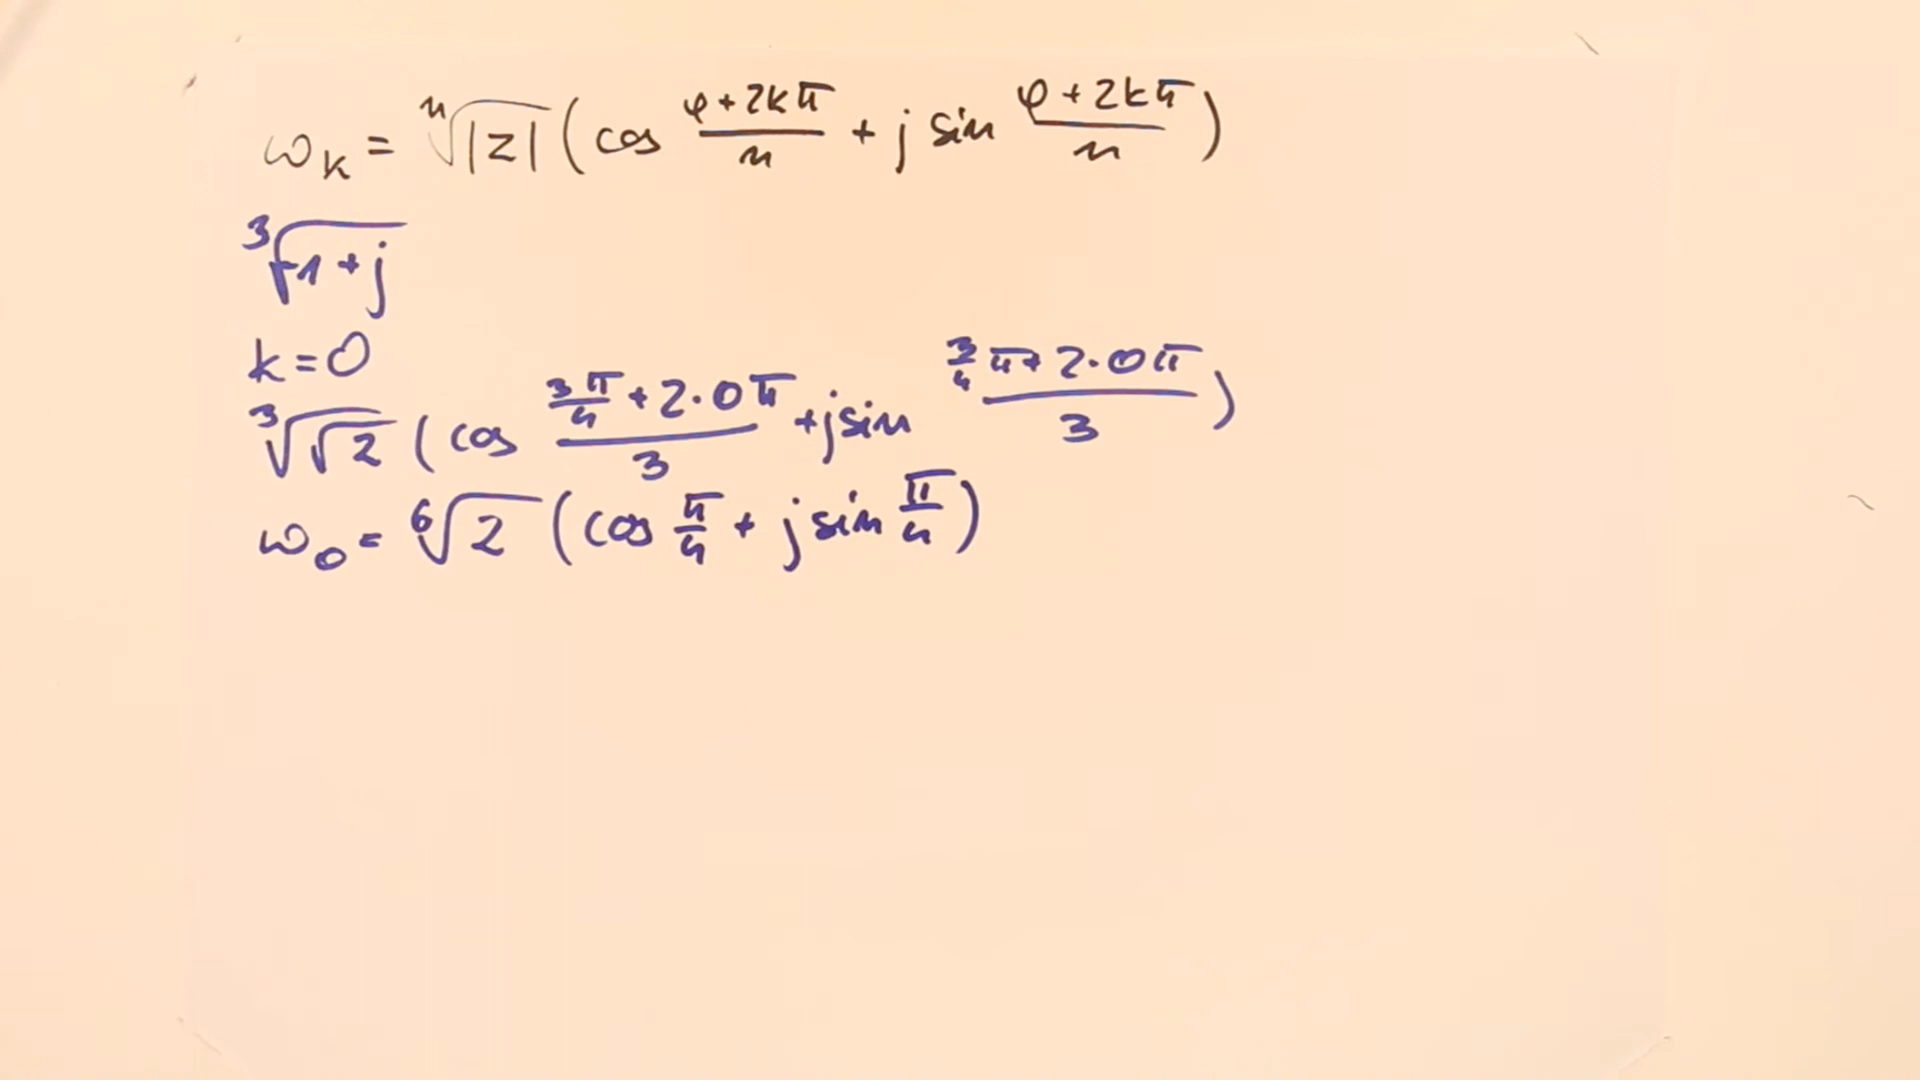 ω_k = ⁿ√|z| (cos (φ+2kπ)/n + j sin (φ+2kπ)/n)
³√(-1+j)
k=0
³√√2 (cos (3π/4+2·0π)/3 + j sin (3/4 π+2·0π)/3)
ω₀ = ⁶√2 (cos π/4 + j sin π/4)